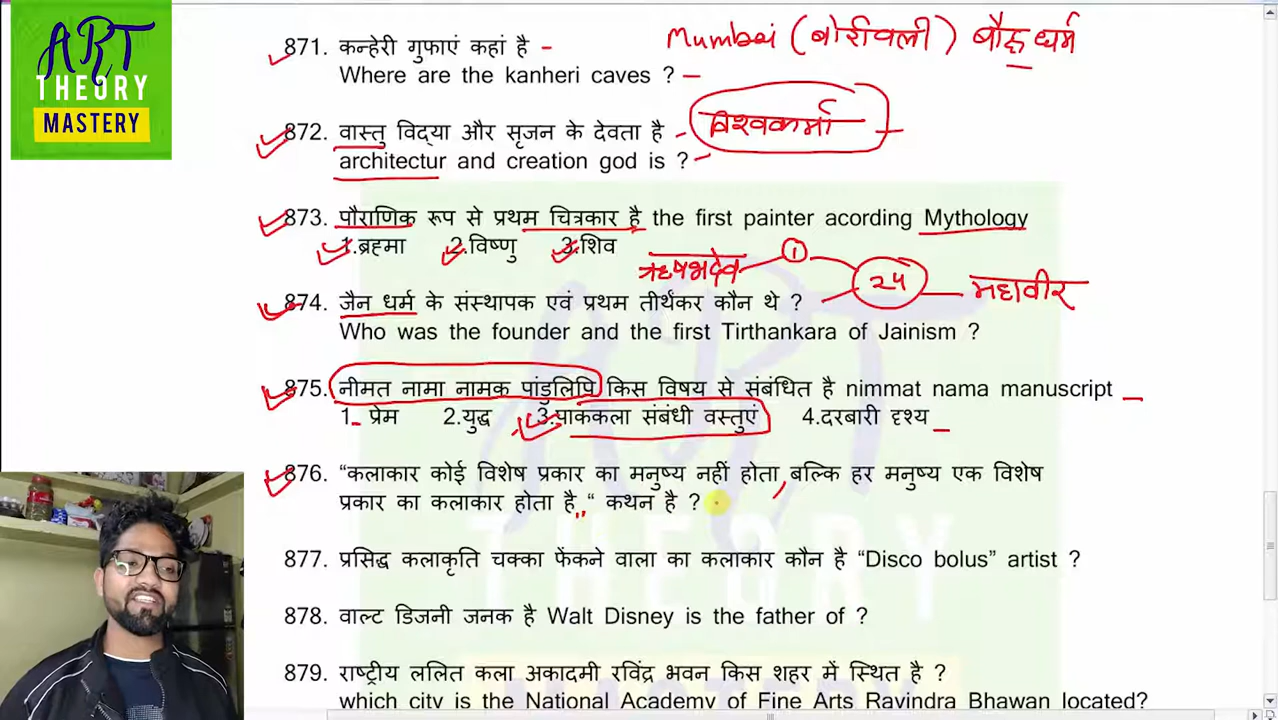 ART
THEORY
MASTERY
871. कन्हेरी गुफाएं कहां है - Mumbai (बोरीवली) बौद्ध धर्म
Where are the kanheri caves ? -
872. वास्तु विद्या और सृजन के देवता है - विश्वकर्मा
architectur and creation god is ? -
873. पौराणिक रूप से प्रथम चित्रकार है the first painter acording Mythology
1.ब्रह्मा 2.विष्णु 3.शिव
ऋषभदेव 1 24 महावीर
874. जैन धर्म के संस्थापक एवं प्रथम तीर्थंकर कौन थे ?
Who was the founder and the first Tirthankara of Jainism ?
875. नीमत नामा नामक पांडुलिपि किस विषय से संबंधित है nimmat nama manuscript
1. प्रेम 2.युद्ध 3.पाककला संबंधी वस्तुएं 4.दरबारी दृश्य
876. “कलाकार कोई विशेष प्रकार का मनुष्य नहीं होता, बल्कि हर मनुष्य एक विशेष
प्रकार का कलाकार होता है,“ कथन है ?
877. प्रसिद्ध कलाकृति चक्का फेंकने वाला का कलाकार कौन है “Disco bolus” artist ?
878. वाल्ट डिजनी जनक है Walt Disney is the father of ?
879. राष्ट्रीय ललित कला अकादमी रविंद्र भवन किस शहर में स्थित है ?
which city is the National Academy of Fine Arts Ravindra Bhawan located?